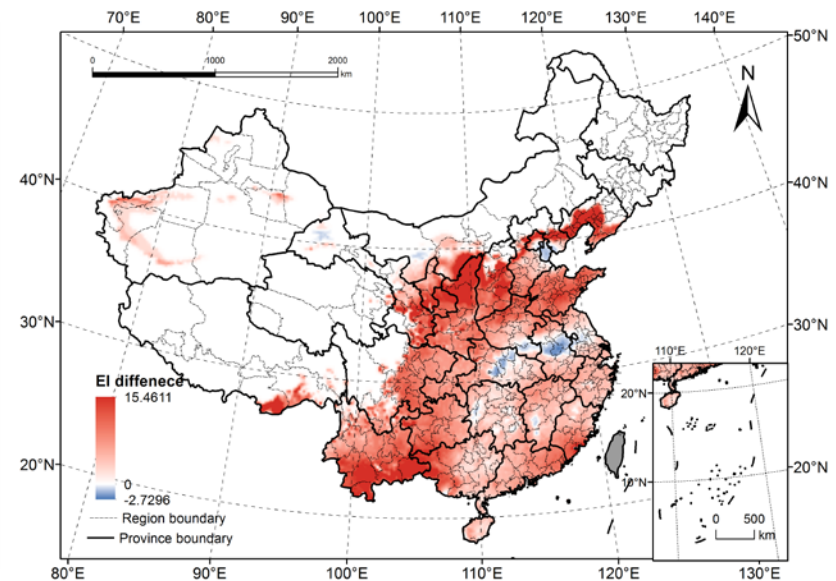 70°E 80°E 90°E 100°E 110°E 120°E 130°E 140°E
50°N
0 1000 2000
km
N
40°N 40°N
30°N 30°N
110°E 120°E
EI diffenece
15.4611
20°N
20°N 20°N
0
10°N
-2.7296
Region boundary
0 500
km
Province boundary
80°E 90°E 100°E 110°E 120°E 130°E